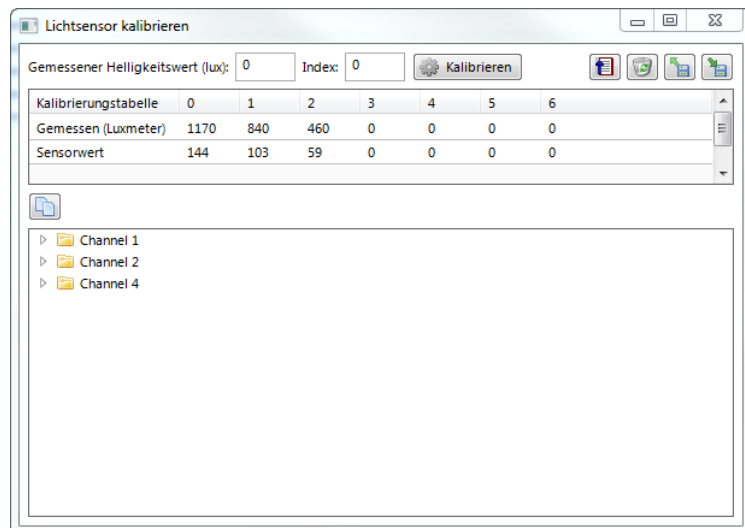 Lichtsensor kalibrieren
Gemessener Helligkeitswert (lux): 0 Index: 0 Kalibrieren
Kalibrierungstabelle 0 1 2 3 4 5 6
Gemessen (Luxmeter) 1170 840 460 0 0 0 0
Sensorwert 144 103 59 0 0 0 0
Channel 1
Channel 2
Channel 4